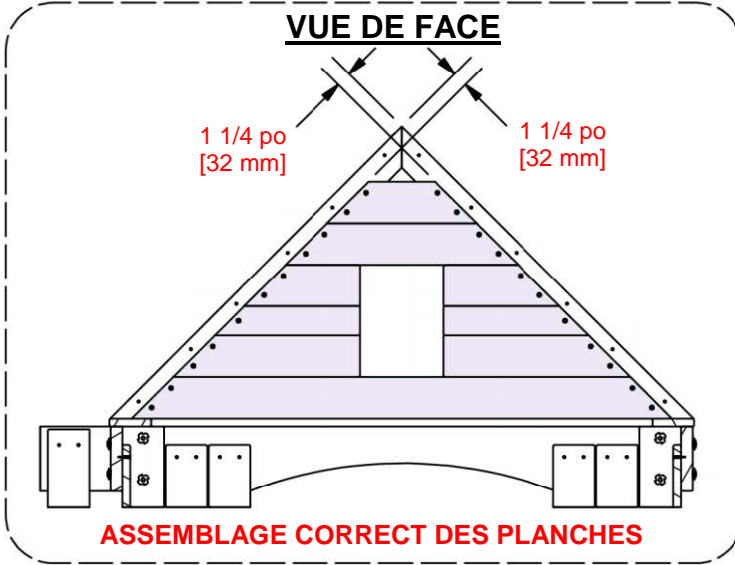 VUE DE FACE
1 1/4 po
[32 mm]
1 1/4 po
[32 mm]
ASSEMBLAGE CORRECT DES PLANCHES